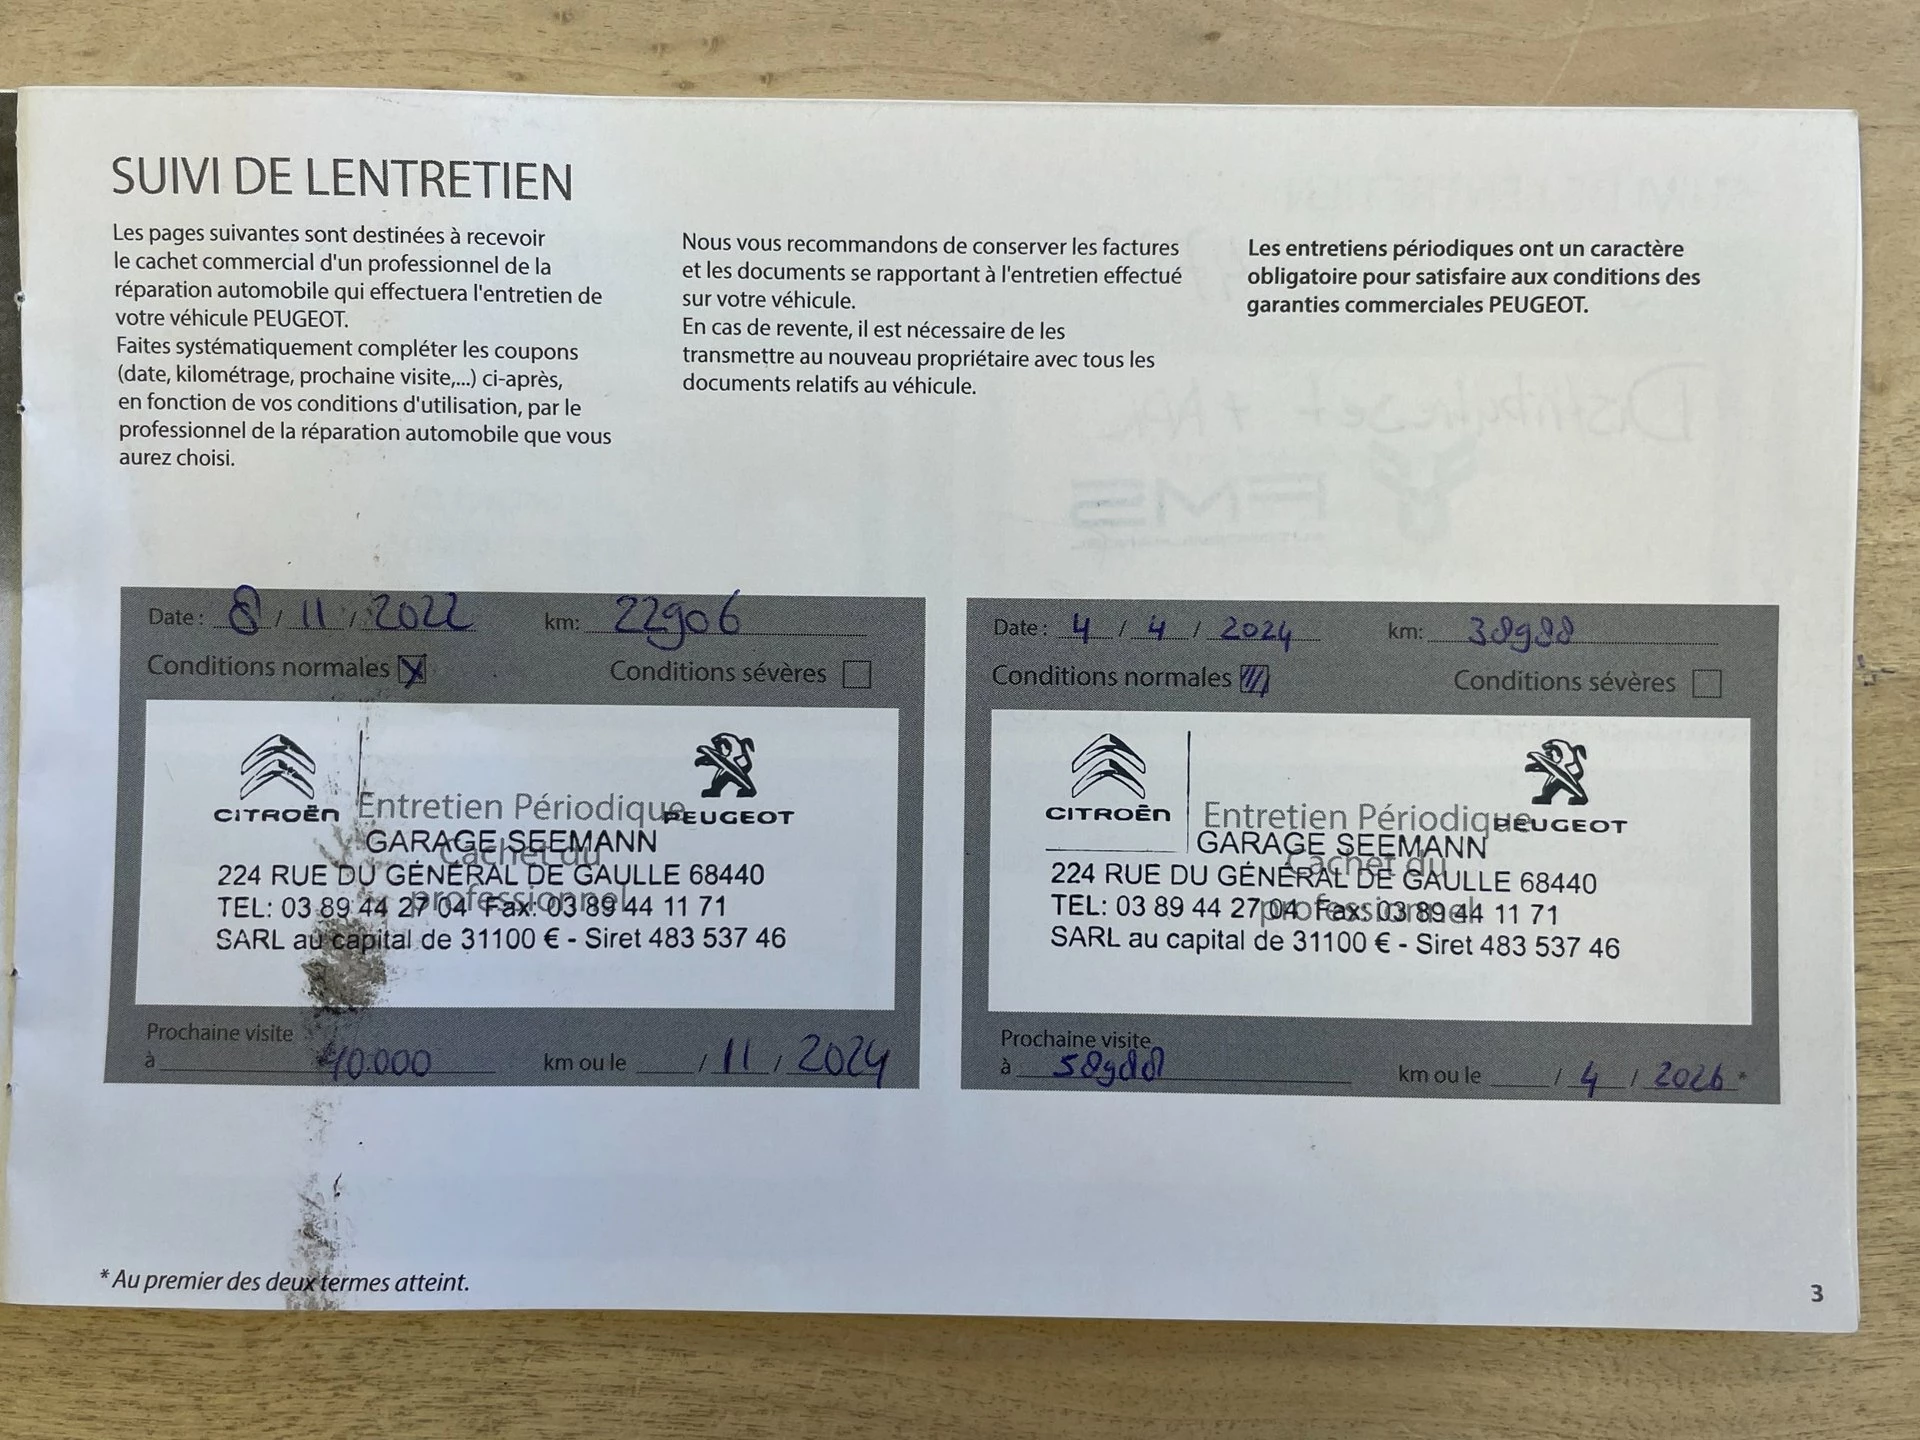 SUIVI DE LENTRETIEN
Les pages suivantes sont destinées à recevoir
le cachet commercial d'un professionnel de la
réparation automobile qui effectuera l'entretien de
votre véhicule PEUGEOT.
Faites systématiquement compléter les coupons
(date, kilométrage, prochaine visite,...) ci-après,
en fonction de vos conditions d'utilisation, par le
professionnel de la réparation automobile que vous
aurez choisi.
Nous vous recommandons de conserver les factures
et les documents se rapportant à l'entretien effectué
sur votre véhicule.
En cas de revente, il est nécessaire de les
transmettre au nouveau propriétaire avec tous les
documents relatifs au véhicule.
Les entretiens périodiques ont un caractère
obligatoire pour satisfaire aux conditions des
garanties commerciales PEUGEOT.
Date : 8 / 11 / 2022 km: 22906
Conditions normales Conditions sévères
CITROËN PEUGEOT
Entretien Périodique
Cachet du
professionnel
GARAGE SEEMANN
224 RUE DU GÉNÉRAL DE GAULLE 68440
TEL: 03 89 44 27 04 Fax: 03 89 44 11 71
SARL au capital de 31100 € - Siret 483 537 46
Prochaine visite
à 40.000 km ou le / 11 / 2024
Date : 4 / 4 / 2024 km: 38988
Conditions normales Conditions sévères
CITROËN PEUGEOT
Entretien Périodique
Cachet du
professionnel
GARAGE SEEMANN
224 RUE DU GÉNÉRAL DE GAULLE 68440
TEL: 03 89 44 27 04 Fax: 03 89 44 11 71
SARL au capital de 31100 € - Siret 483 537 46
Prochaine visite
à 58988 km ou le / 4 / 2026 *
* Au premier des deux termes atteint.
3